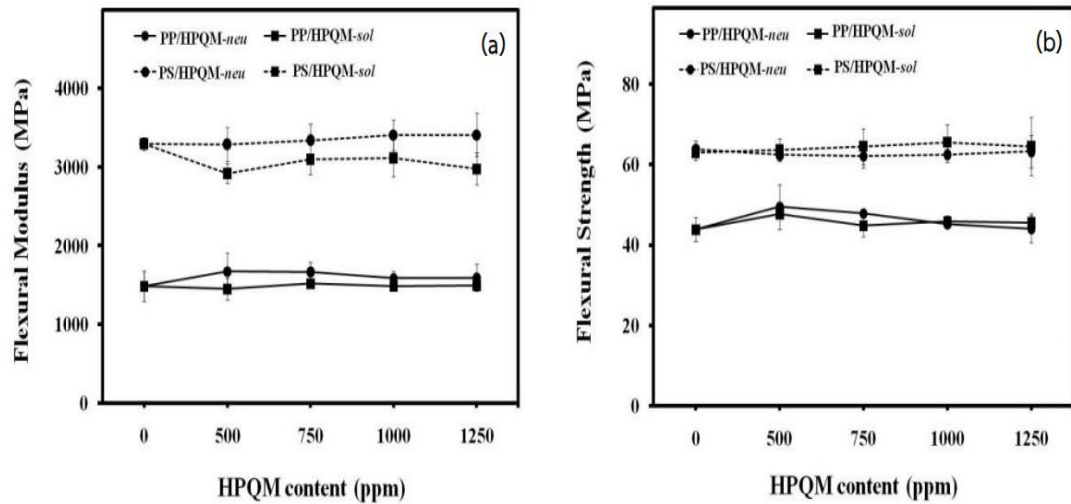 PP/HPQM-neu PP/HPQM-sol
PS/HPQM-neu PS/HPQM-sol
(a)
Flexural Modulus (MPa)
4000
3000
2000
1000
0
0 500 750 1000 1250
HPQM content (ppm)
PP/HPQM-neu PP/HPQM-sol
PS/HPQM-neu PS/HPQM-sol
(b)
Flexural Strength (MPa)
80
60
40
20
0
0 500 750 1000 1250
HPQM content (ppm)